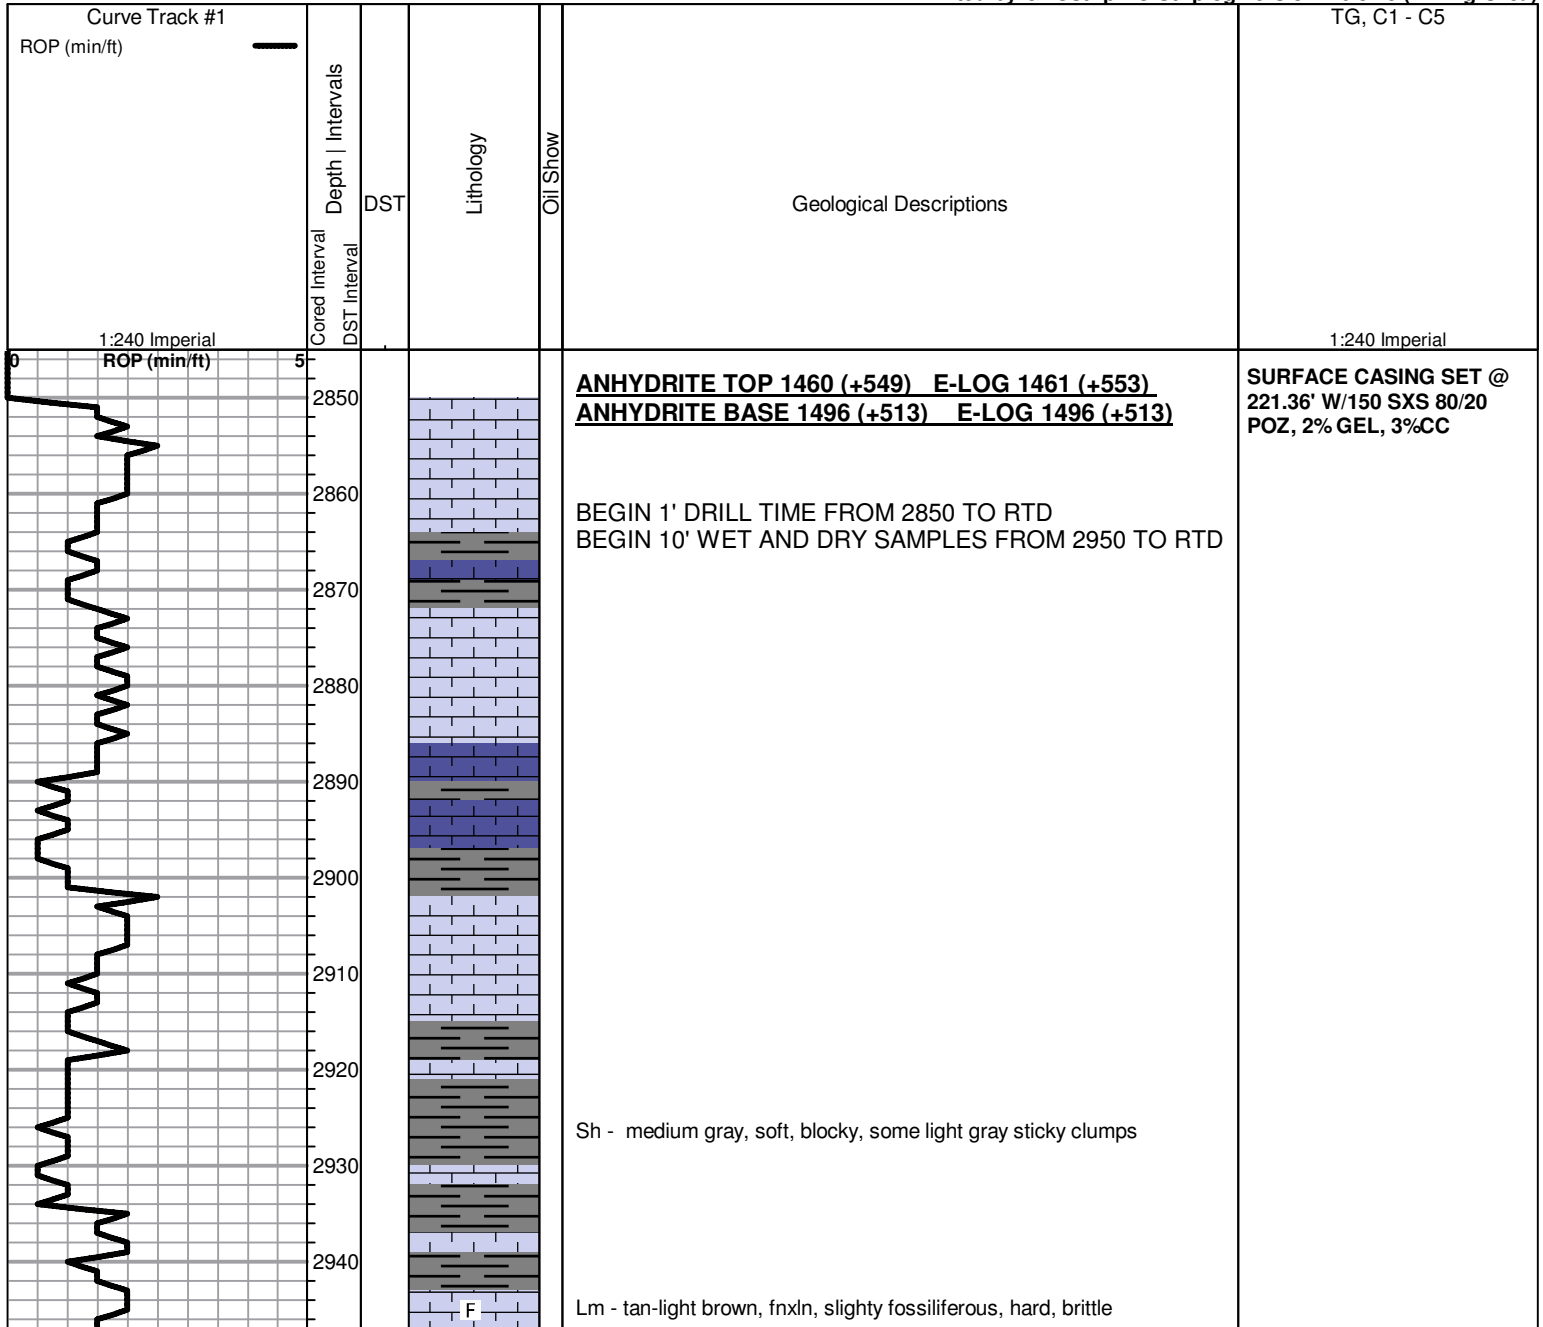 Curve Track #1
ROP (min/ft)
1:240 Imperial
Depth | Intervals
Cored Interval
DST Interval
DST
Lithology
Oil Show
Geological Descriptions
TG, C1 - C5
1:240 Imperial
0 ROP (min/ft) 5
ANHYDRITE TOP 1460 (+549) E-LOG 1461 (+553)
ANHYDRITE BASE 1496 (+513) E-LOG 1496 (+513)
SURFACE CASING SET @
221.36' W/150 SXS 80/20
POZ, 2% GEL, 3%CC
2850
2860
BEGIN 1' DRILL TIME FROM 2850 TO RTD
BEGIN 10' WET AND DRY SAMPLES FROM 2950 TO RTD
2870
2880
2890
2900
2910
2920
Sh - medium gray, soft, blocky, some light gray sticky clumps
2930
2940
F
Lm - tan-light brown, fnxln, slighty fossiliferous, hard, brittle